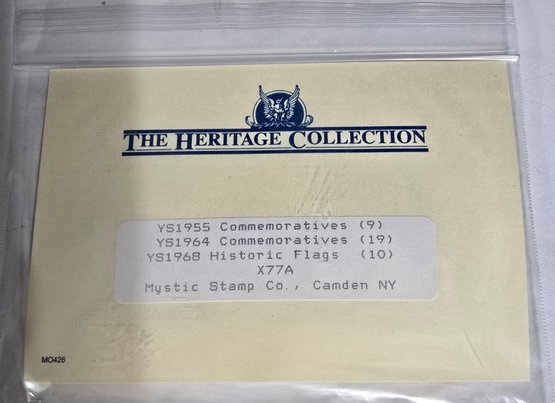 THE HERITAGE COLLECTION
YS1955 Commemoratives (9)
YS1964 Commemoratives (19)
YS1968 Historic Flags (10)
X77A
Mystic Stamp Co., Camden NY
MO426